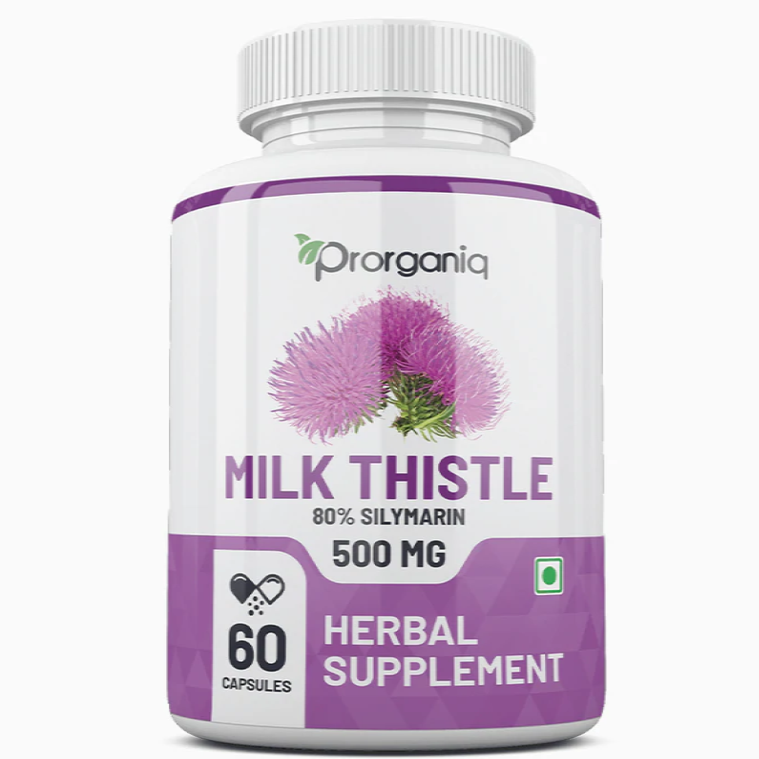 Prorganiq
MILK THISTLE
80% SILYMARIN
500 MG
60
CAPSULES
HERBAL
SUPPLEMENT